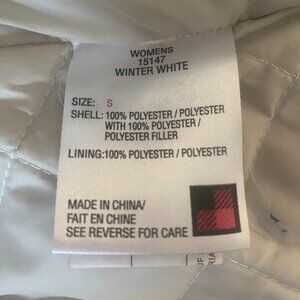 WOMENS
15147
WINTER WHITE
SIZE: S
SHELL: 100% POLYESTER / POLYESTER
WITH 100% POLYESTER /
POLYESTER FILLER
LINING:100% POLYESTER / POLYESTER
MADE IN CHINA/
FAIT EN CHINE
SEE REVERSE FOR CARE